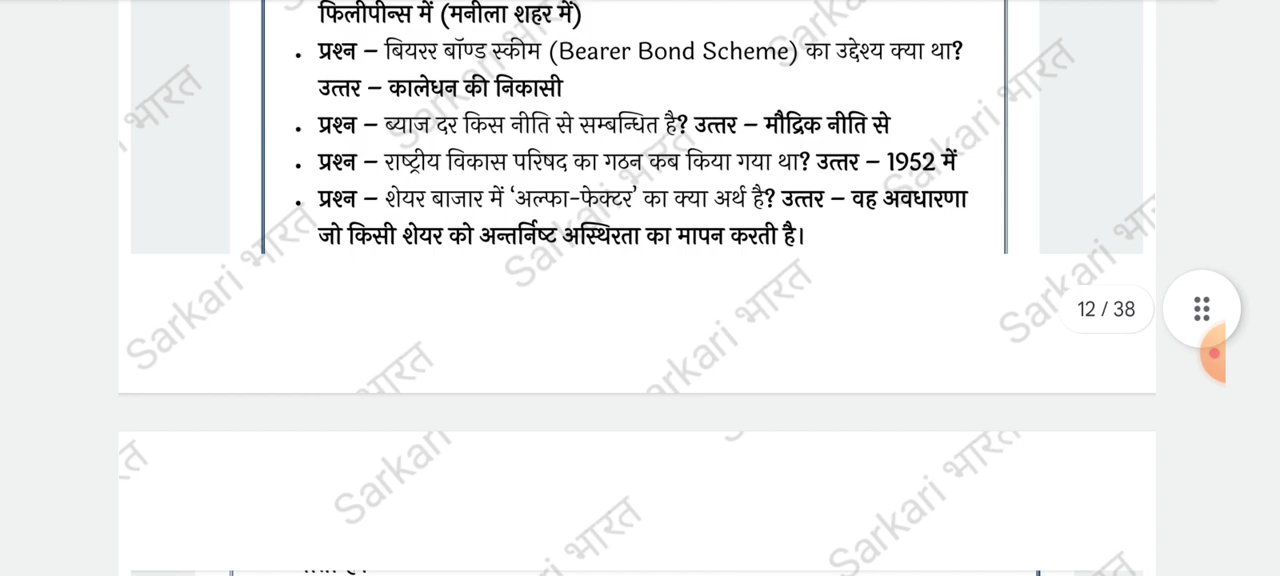 फिलीपीन्स में (मनीला शहर में)
• प्रश्न – बियरर बॉण्ड स्कीम (Bearer Bond Scheme) का उद्देश्य क्या था?
उत्तर – कालेधन की निकासी
• प्रश्न – ब्याज दर किस नीति से सम्बन्धित है? उत्तर – मौद्रिक नीति से
• प्रश्न – राष्ट्रीय विकास परिषद का गठन कब किया गया था? उत्तर – 1952 में
• प्रश्न – शेयर बाजार में ‘अल्फा-फेक्टर’ का क्या अर्थ है? उत्तर – वह अवधारणा
जो किसी शेयर को अन्तर्निष्ट अस्थिरता का मापन करती है।
12 / 38
Sarkari भारत